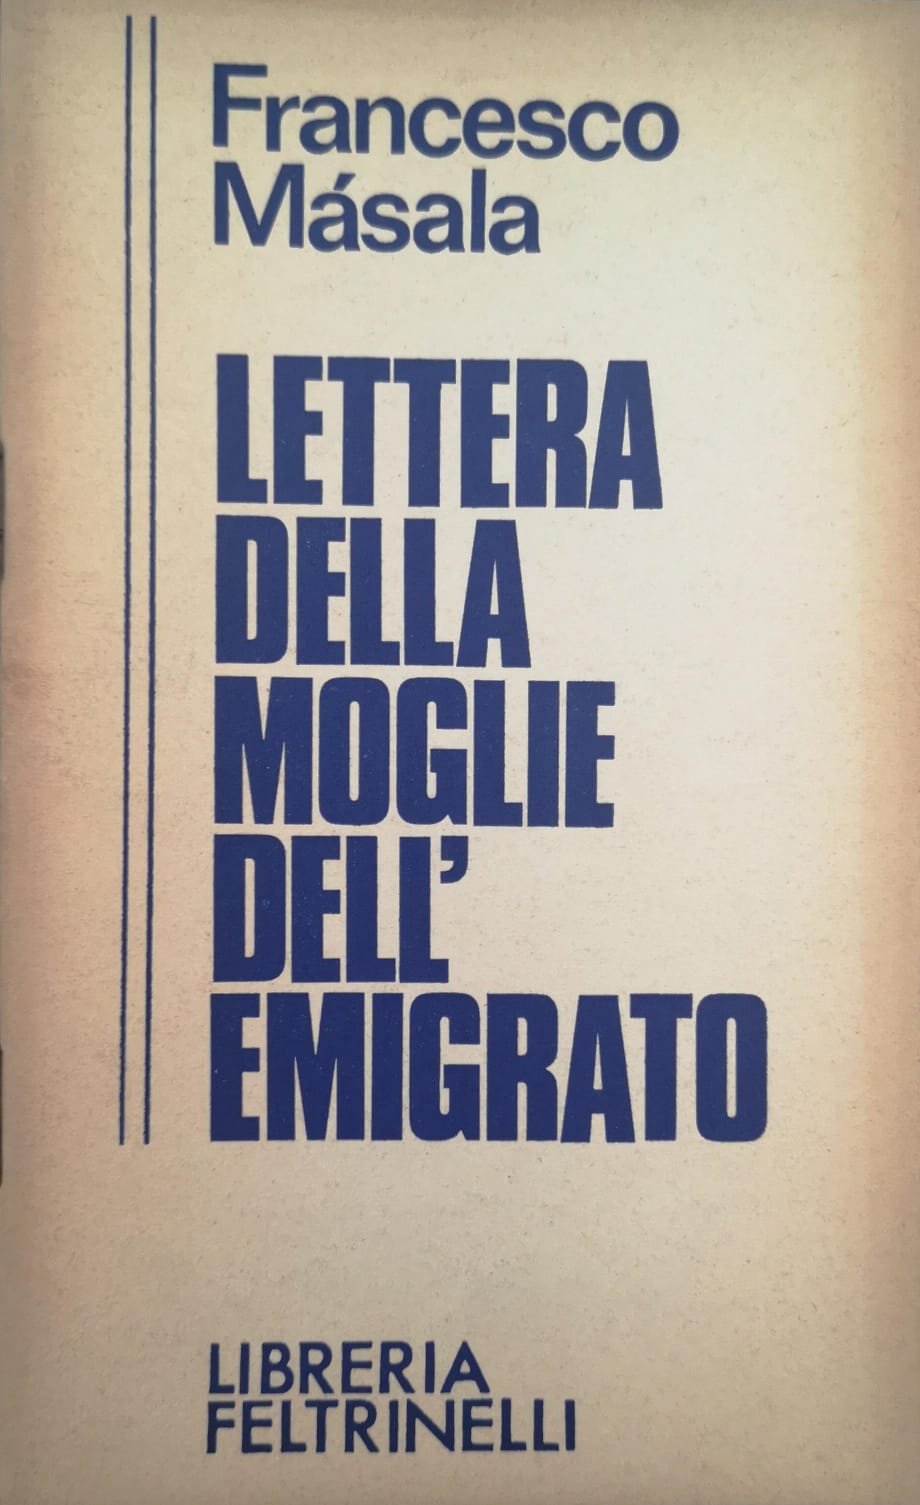 Francesco
Másala
LETTERA
DELLA
MOGLIE
DELL'
EMIGRATO
LIBRERIA
FELTRINELLI